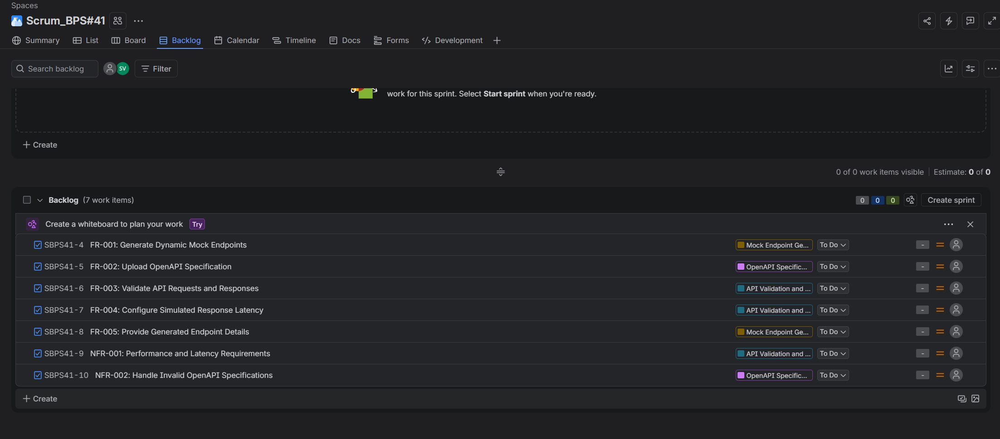 Spaces
Scrum_BPS#41
Summary List Board Backlog Calendar Timeline Docs Forms Development
Search backlog SV Filter
work for this sprint. Select Start sprint when you're ready.
Create
0 of 0 work items visible Estimate: 0 of 0
Backlog (7 work items) 0 0 0 Create sprint
Create a whiteboard to plan your work Try
SBPS41-4 FR-001: Generate Dynamic Mock Endpoints Mock Endpoint Ge... To Do -
SBPS41-5 FR-002: Upload OpenAPI Specification OpenAPI Specific... To Do -
SBPS41-6 FR-003: Validate API Requests and Responses API Validation and ... To Do -
SBPS41-7 FR-004: Configure Simulated Response Latency API Validation and ... To Do -
SBPS41-8 FR-005: Provide Generated Endpoint Details Mock Endpoint Ge... To Do -
SBPS41-9 NFR-001: Performance and Latency Requirements API Validation and ... To Do -
SBPS41-10 NFR-002: Handle Invalid OpenAPI Specifications OpenAPI Specific... To Do -
Create